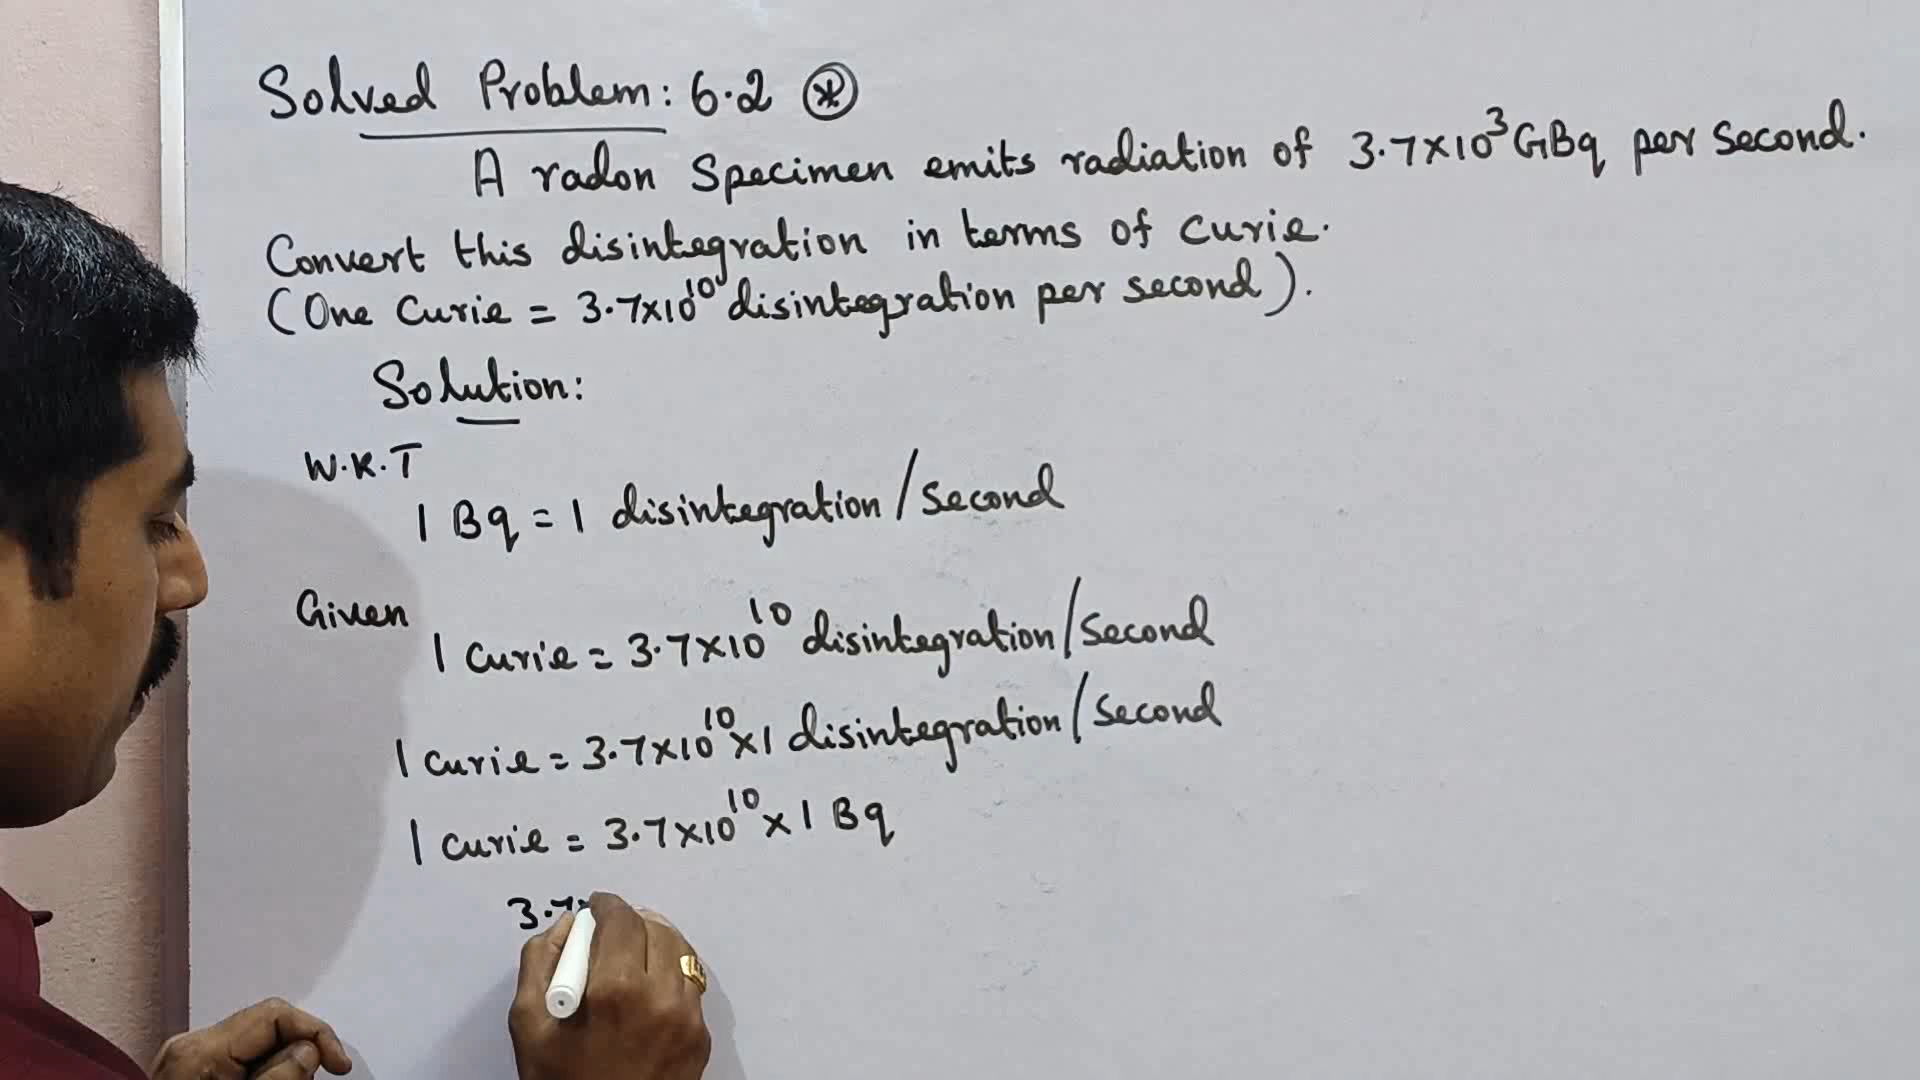 Solved Problem: 6.2 ⊛
A radon Specimen emits radiation of 3.7×10³ GBq per Second.
Convert this disintegration in terms of Curie.
(One Curie = 3.7×10¹⁰ disintegration per second).
Solution:
W.K.T
1 Bq = 1 disintegration/Second
Given
1 Curie = 3.7×10¹⁰ disintegration/Second
1 Curie = 3.7×10¹⁰×1 disintegration/Second
1 Curie = 3.7×10¹⁰ × 1 Bq
3.7×